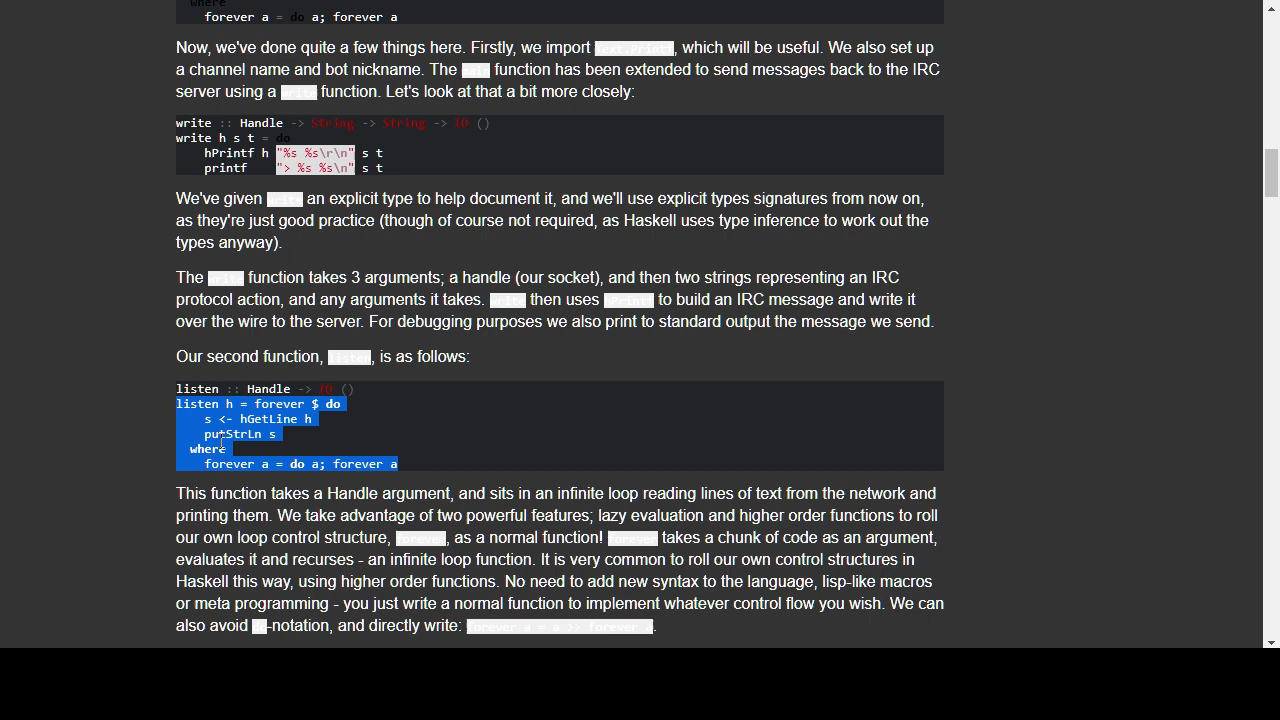 where
forever a = do a; forever a
Now, we've done quite a few things here. Firstly, we import Text.Printf, which will be useful. We also set up
a channel name and bot nickname. The main function has been extended to send messages back to the IRC
server using a write function. Let's look at that a bit more closely:
write :: Handle -> String -> String -> IO ()
write h s t = do
hPrintf h "%s %s\r\n" s t
printf "> %s %s\n" s t
We've given write an explicit type to help document it, and we'll use explicit types signatures from now on,
as they're just good practice (though of course not required, as Haskell uses type inference to work out the
types anyway).
The write function takes 3 arguments; a handle (our socket), and then two strings representing an IRC
protocol action, and any arguments it takes. write then uses hPrintf to build an IRC message and write it
over the wire to the server. For debugging purposes we also print to standard output the message we send.
Our second function, listen, is as follows:
listen :: Handle -> IO ()
listen h = forever $ do
s <- hGetLine h
putStrLn s
where
forever a = do a; forever a
This function takes a Handle argument, and sits in an infinite loop reading lines of text from the network and
printing them. We take advantage of two powerful features; lazy evaluation and higher order functions to roll
our own loop control structure, forever, as a normal function! forever takes a chunk of code as an argument,
evaluates it and recurses - an infinite loop function. It is very common to roll our own control structures in
Haskell this way, using higher order functions. No need to add new syntax to the language, lisp-like macros
or meta programming - you just write a normal function to implement whatever control flow you wish. We can
also avoid do-notation, and directly write: forever a = a >> forever a.